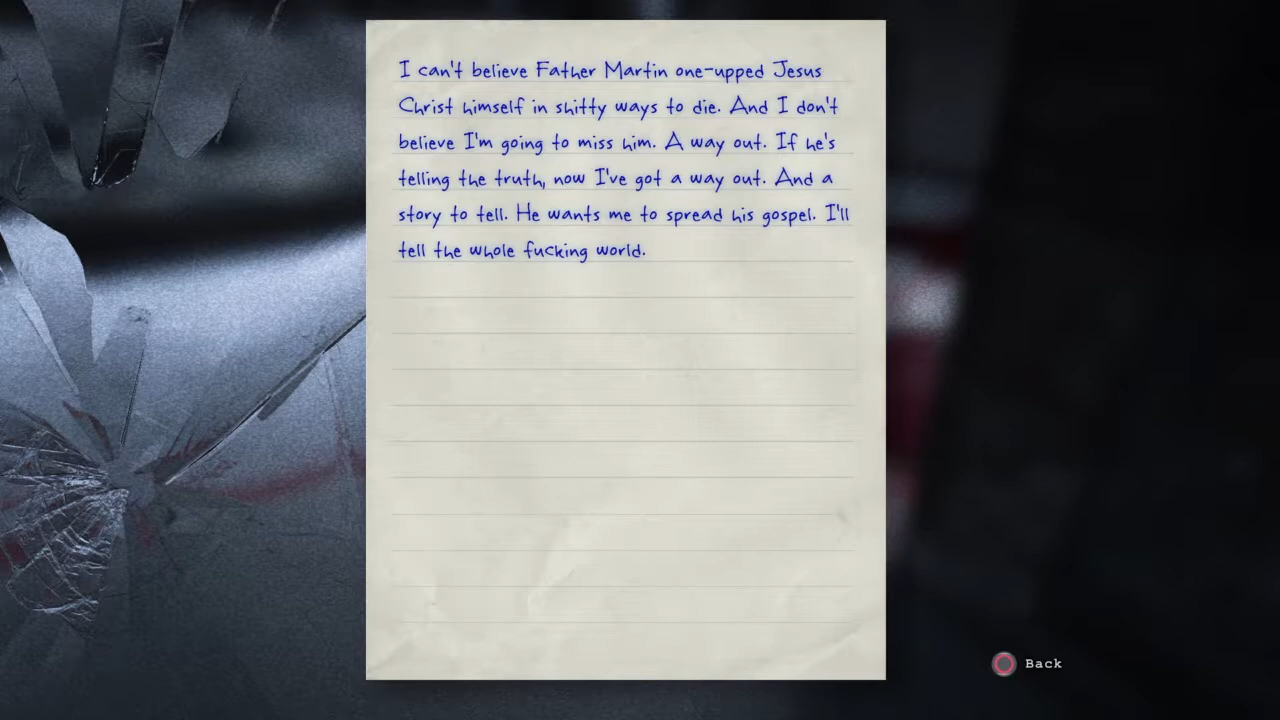 I can't believe Father Martin one-upped Jesus
Christ himself in shitty ways to die. And I don't
believe I'm going to miss him. A way out. If he's
telling the truth, now I've got a way out. And a
story to tell. He wants me to spread his gospel. I'll
tell the whole fucking world.
Back